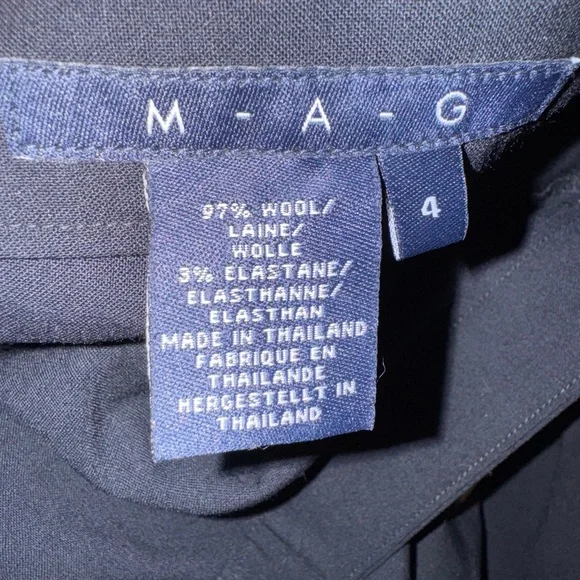 M - A - G
4
97% WOOL/
LAINE/
WOLLE
3% ELASTANE/
ELASTHANNE/
ELASTHAN
MADE IN THAILAND
FABRIQUE EN
THAILANDE
HERGESTELLT IN
THAILAND